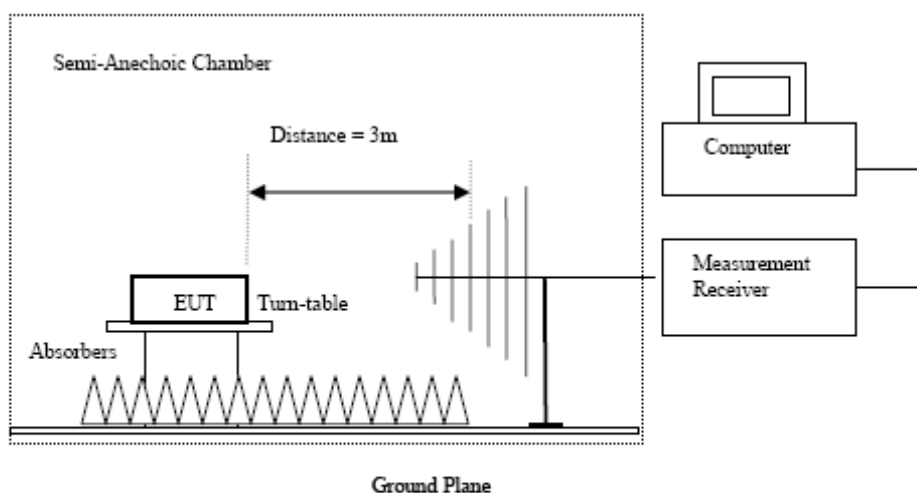 Semi-Anechoic Chamber
Distance = 3m
Computer
Measurement
Receiver
EUT
Turn-table
Absorbers
Ground Plane